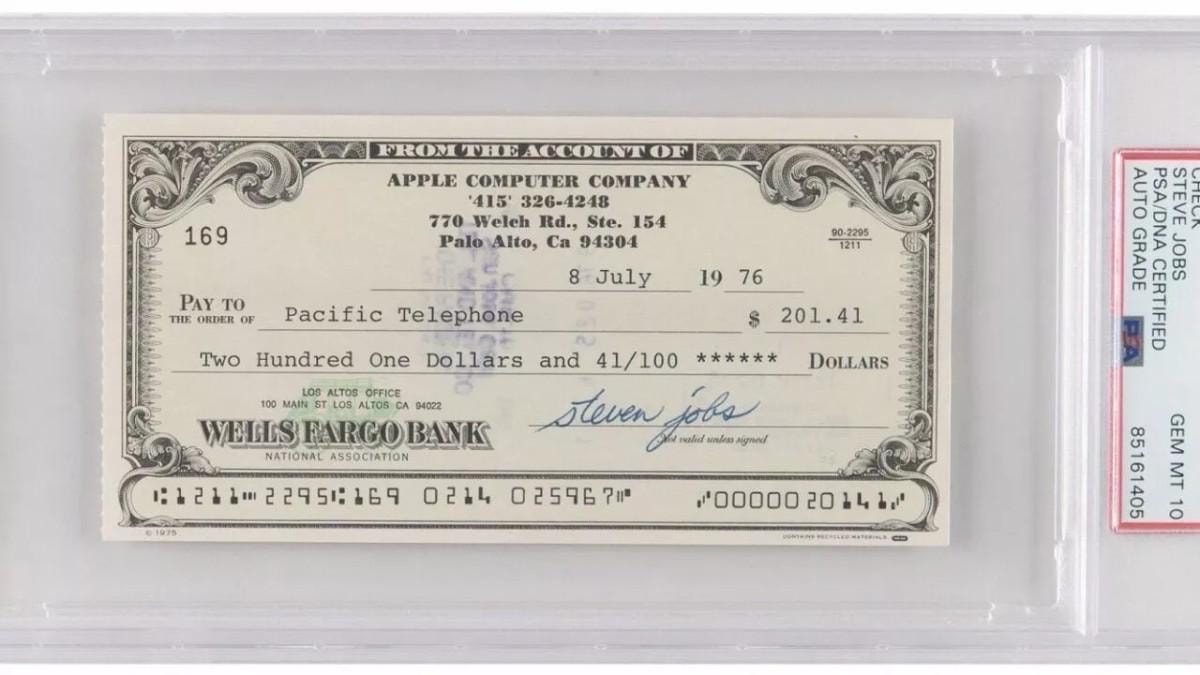 FROM THE ACCOUNT OF
APPLE COMPUTER COMPANY
'415' 326-4248
770 Welch Rd., Ste. 154
Palo Alto, Ca 94304
169
90-2295
1211
8 July 19 76
PAY TO
THE ORDER OF Pacific Telephone $ 201.41
Two Hundred One Dollars and 41/100 ****** DOLLARS
LOS ALTOS OFFICE
100 MAIN ST LOS ALTOS CA 94022
WELLS FARGO BANK
NATIONAL ASSOCIATION
steven jobs
Not valid unless signed
⑆1211⑉2295⑆169 0214 025967⑈ ⑇0000020141⑇
© 1975
CONTAINS RECYCLED MATERIALS
CHECK
STEVE JOBS
PSA/DNA CERTIFIED
AUTO GRADE
PSA
GEM MT 10
85161405